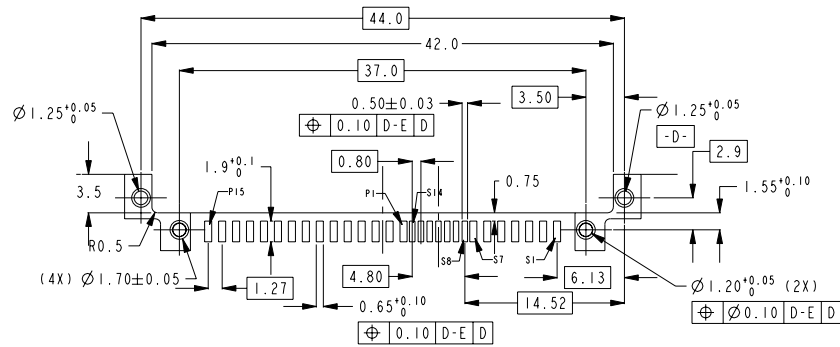 44.0
42.0
37.0
3.50
0.50±0.03
⌖ 0.10 D-E D
Ø1.25 +0.05 0
Ø1.25 +0.05 0
-D-
2.9
0.80
1.9 +0.1 0
0.75
3.5
1.55 +0.10
P15
P1
S14
R0.5
S8
S7
S1
(4X) Ø1.70±0.05
4.80
6.13
1.27
14.52
Ø1.20 +0.05 0 (2X)
0.65 +0.10 0
⌖ Ø0.10 D-E D
⌖ 0.10 D-E D